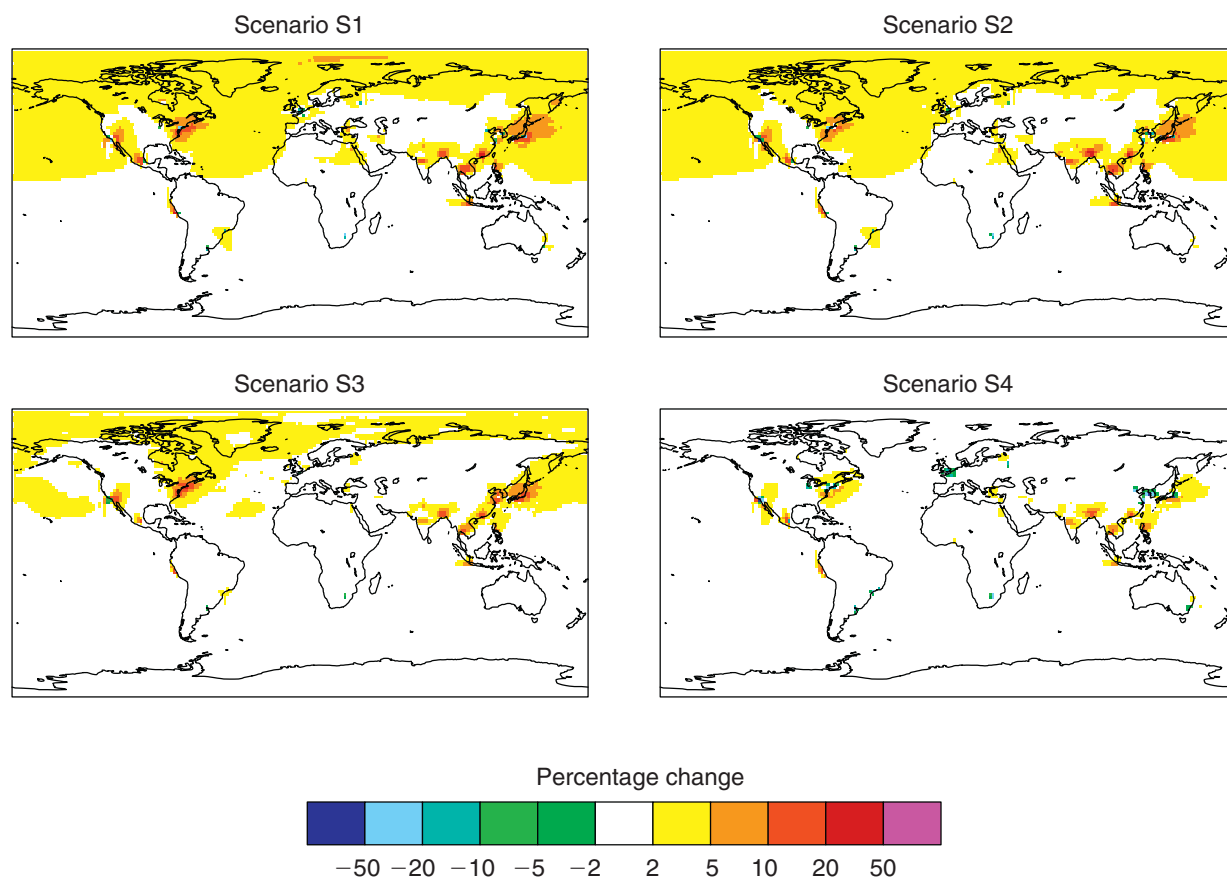 Scenario S1
Scenario S2
Scenario S3
Scenario S4
Percentage change
−50 −20 −10 −5 −2 2 5 10 20 50